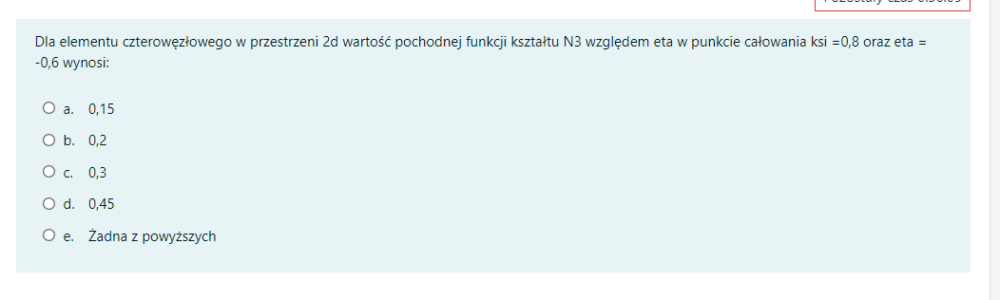 Dla elementu czterowęzłowego w przestrzeni 2d wartość pochodnej funkcji kształtu N3 względem eta w punkcie całowania ksi =0,8 oraz eta =
-0,6 wynosi:
a. 0,15
b. 0,2
c. 0,3
d. 0,45
e. Żadna z powyższych